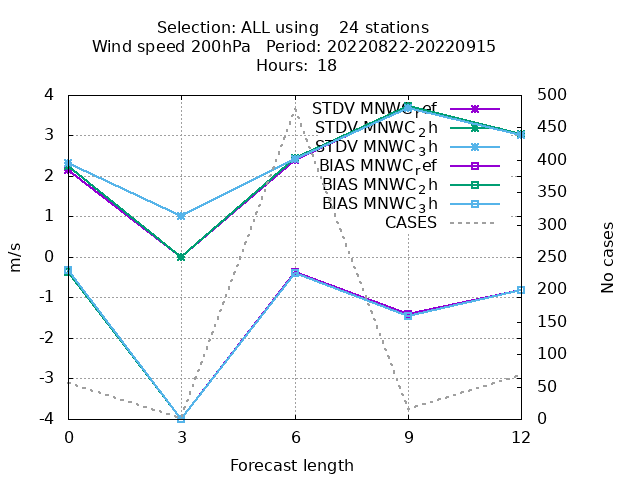 Selection: ALL using    24 stations
Wind speed 200hPa   Period: 20220822-20220915
Hours: 18
4
3
2
1
0
-1
-2
-3
-4
m/s
500
450
400
350
300
250
200
150
100
50
0
No cases
STDV MNWC_ref
STDV MNWC_2h
STDV MNWC_3h
BIAS MNWC_ref
BIAS MNWC_2h
BIAS MNWC_3h
CASES
0 3 6 9 12
Forecast length